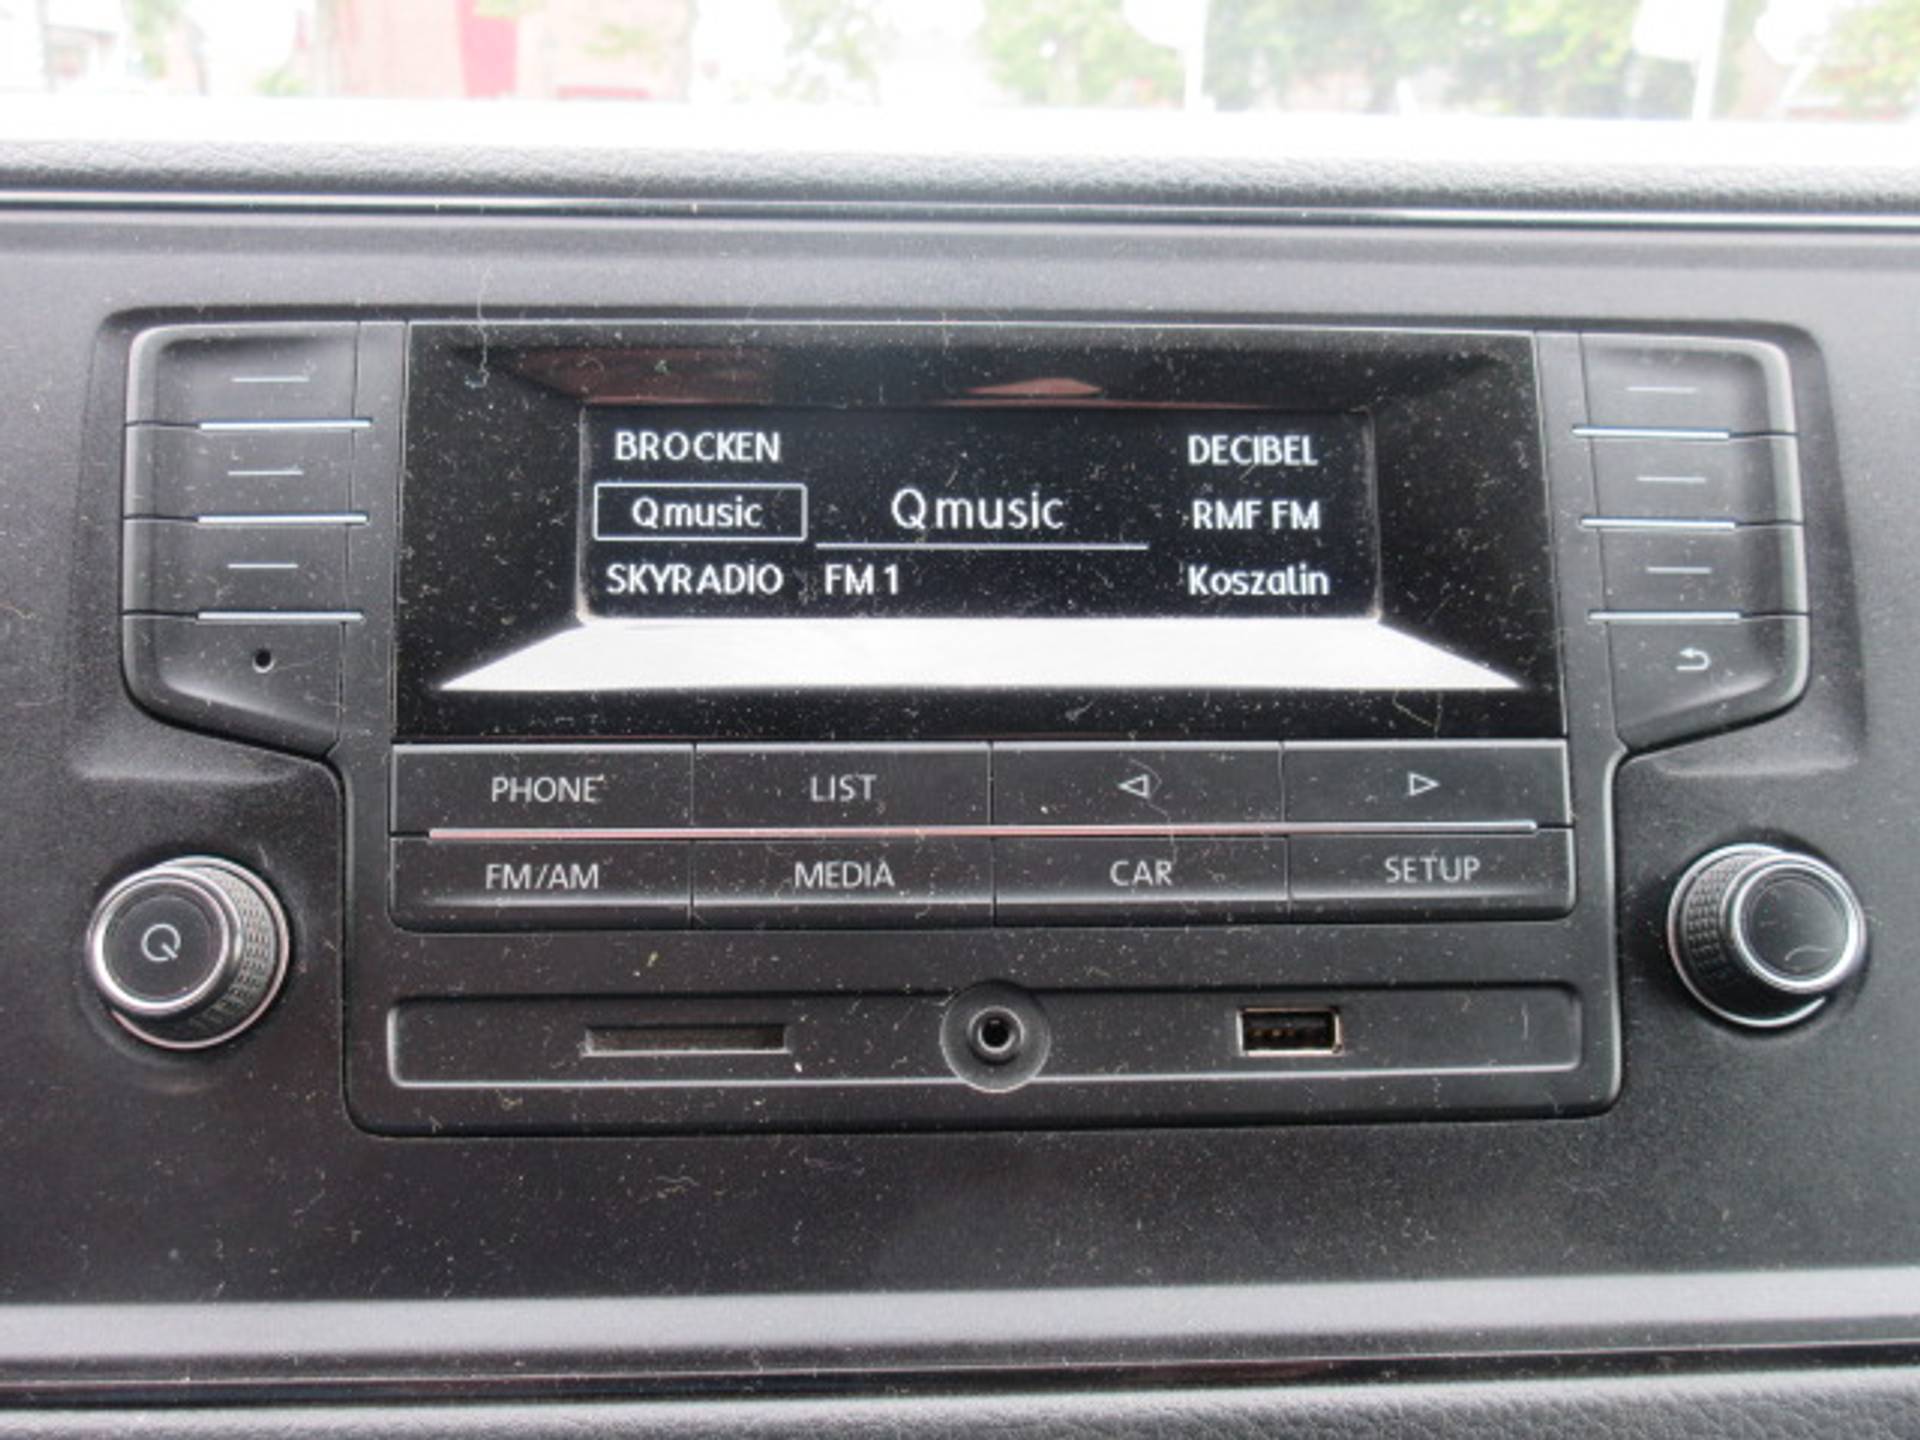 BROCKEN
DECIBEL
Qmusic
Qmusic
RMF FM
SKYRADIO
FM 1
Koszalin
PHONE
LIST
FM/AM
MEDIA
CAR
SETUP